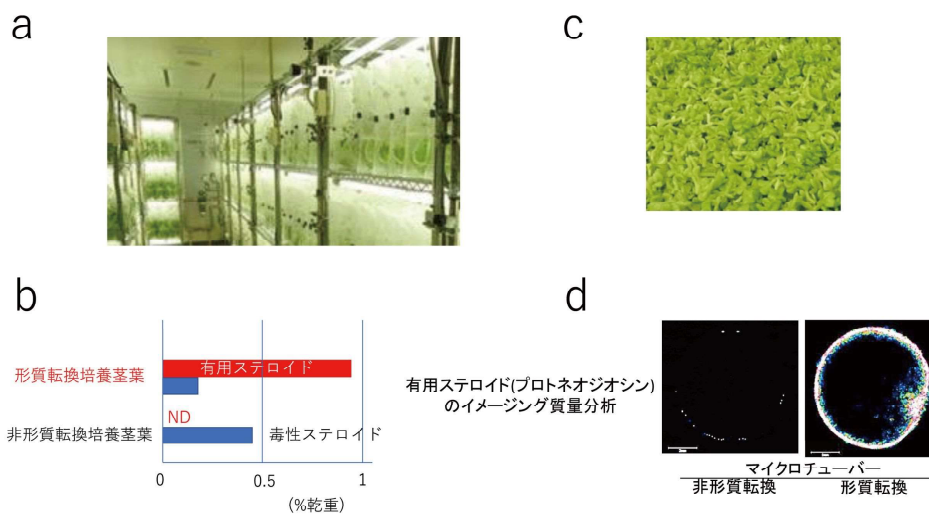 a
c
b
d
形質転換培養茎葉
有用ステロイド
ND
非形質転換培養茎葉
毒性ステロイド
0
0.5
1
(%乾重)
有用ステロイド(プロトネオジオシン)
のイメージング質量分析
マイクロチューバー
非形質転換
形質転換